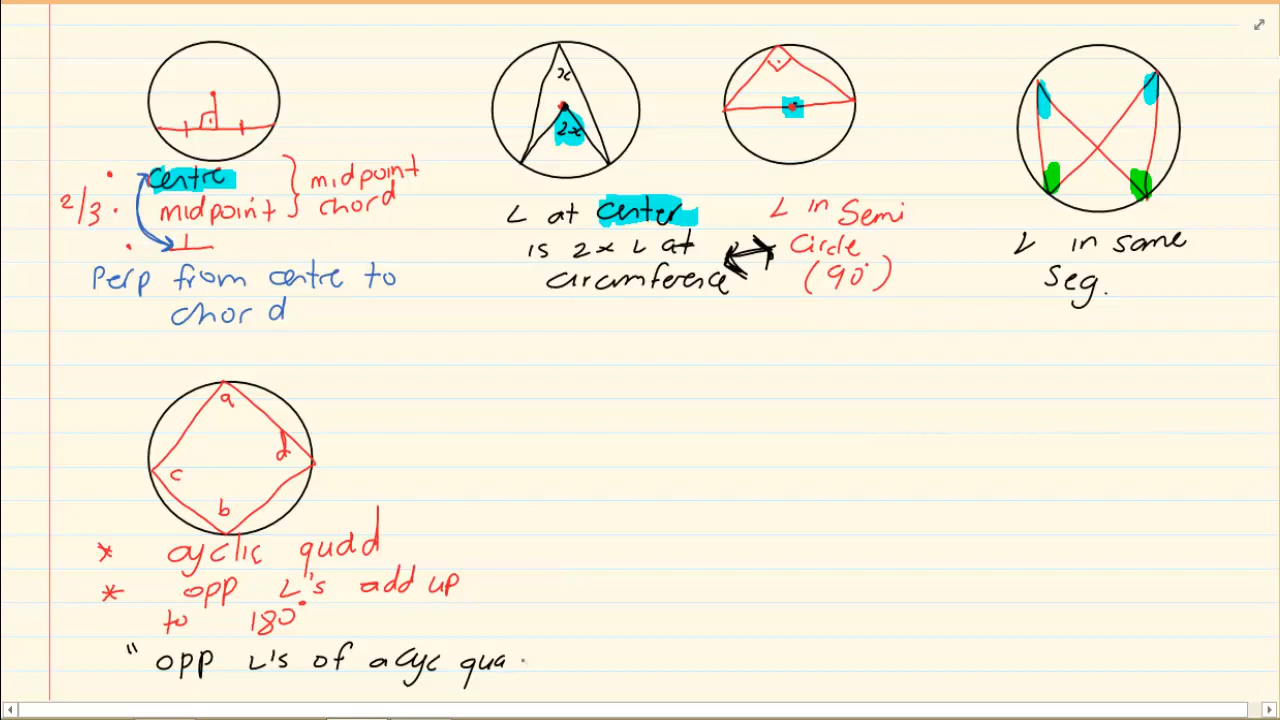 Centre
midpoint
2/3
midpoint
chord
Perp from centre to
chord
x
2x
L at center
is 2x L at
circumference
L in Semi
Circle
(90°)
L in same
seg.
a
d
c
b
* cyclic quadd
* opp L's add up
to 180°
" opp L's of a cyc qua